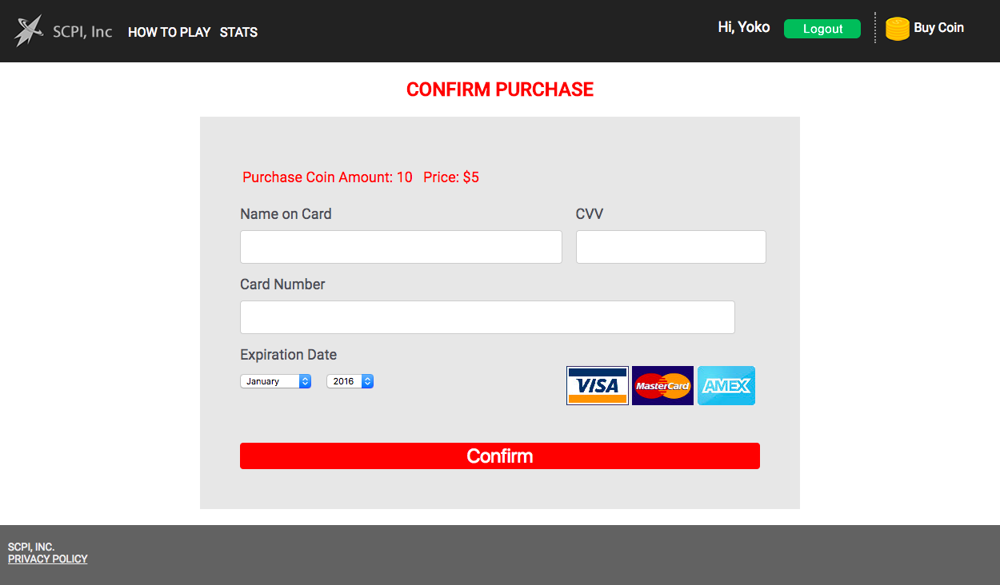 SCPI, Inc HOW TO PLAY STATS Hi, Yoko Logout Buy Coin
CONFIRM PURCHASE
Purchase Coin Amount: 10 Price: $5
Name on Card CVV
Card Number
Expiration Date
January 2016 VISA MasterCard AMEX
Confirm
SCPI, INC.
PRIVACY POLICY